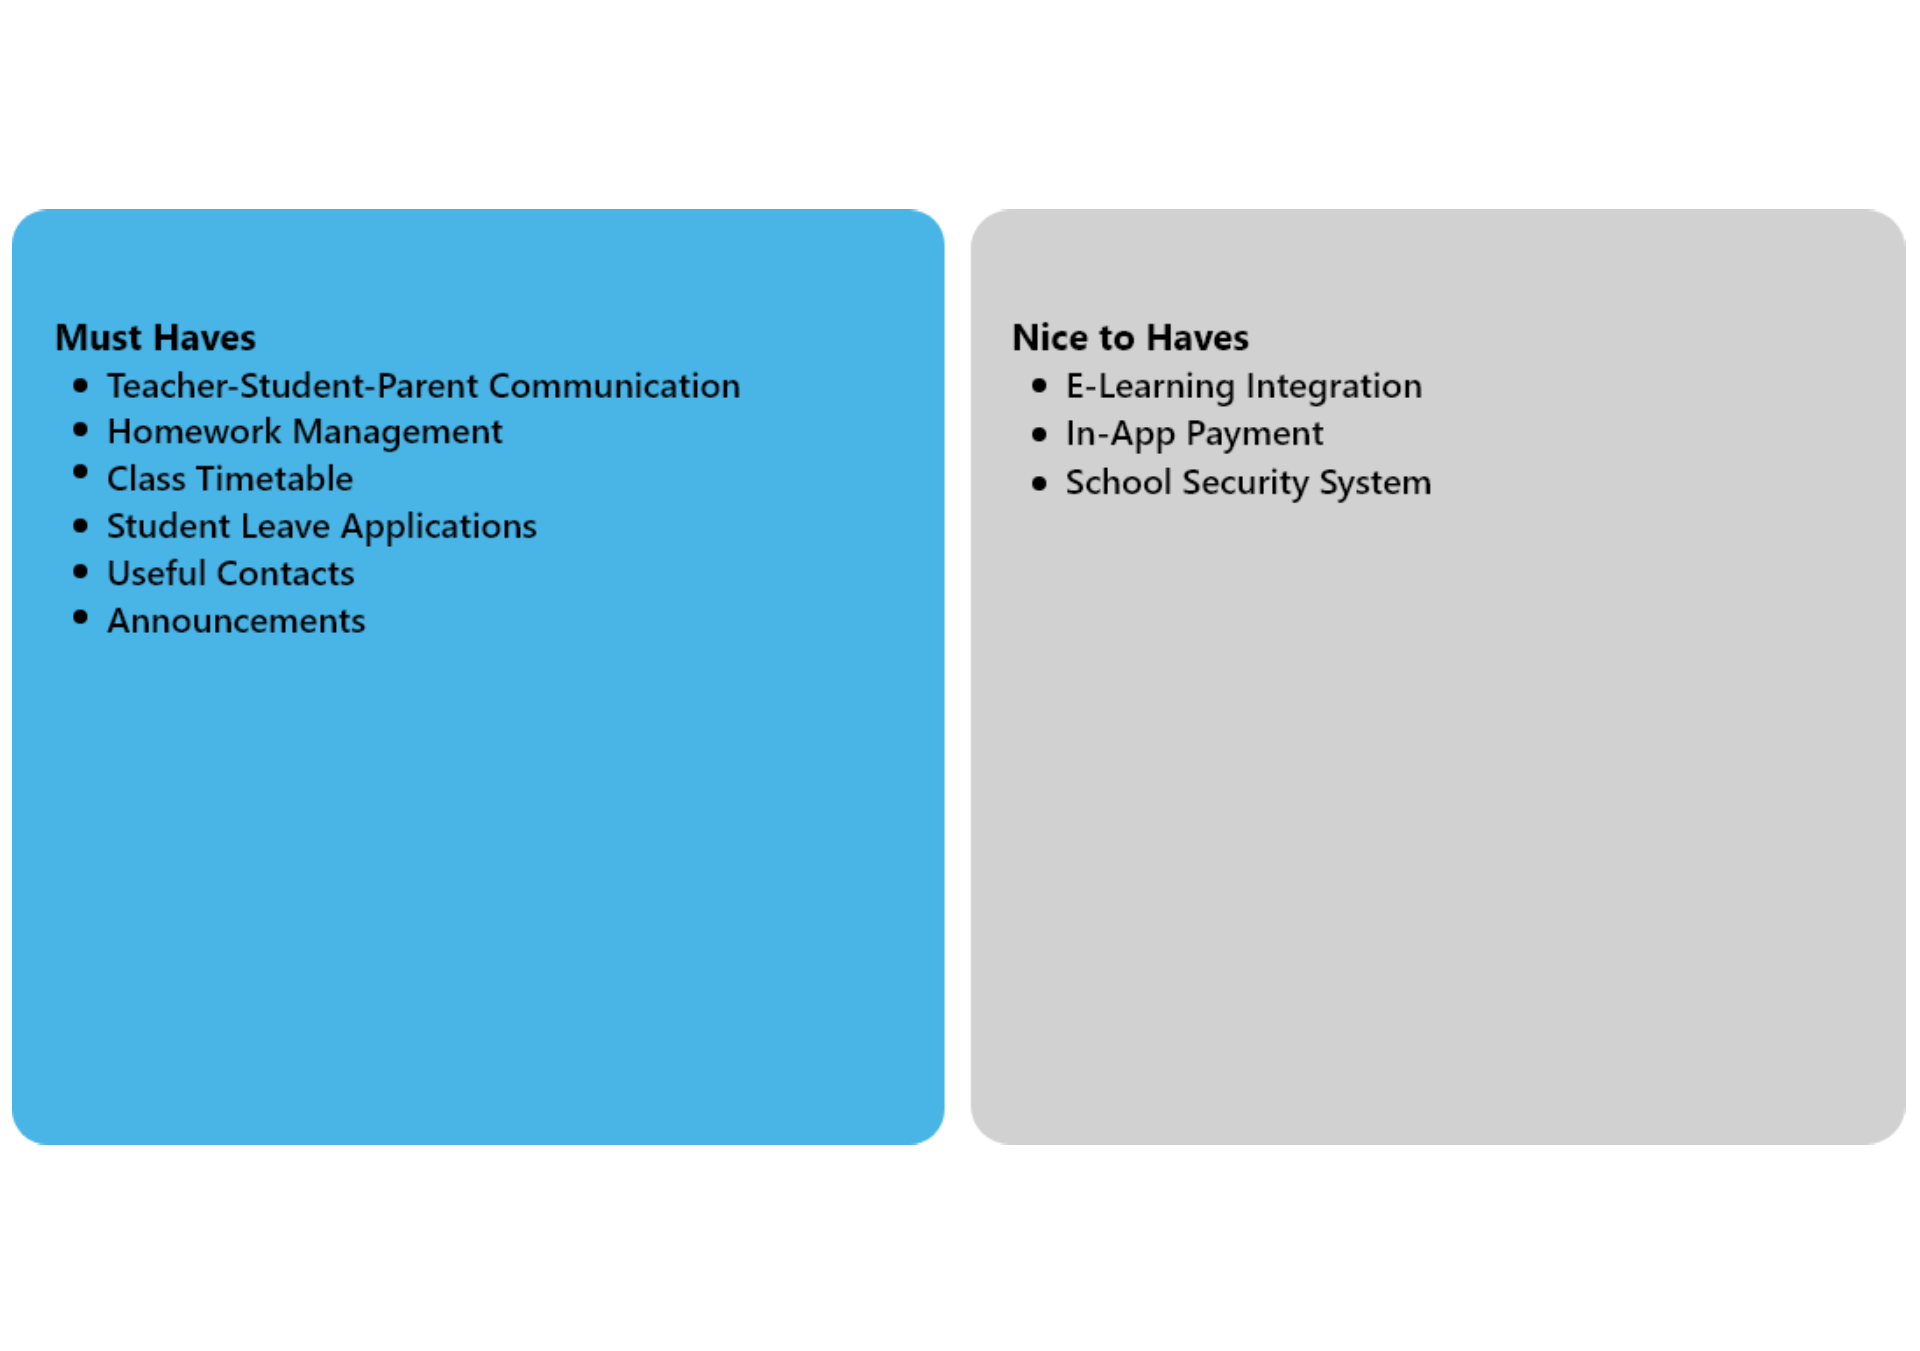 Must Haves
• Teacher-Student-Parent Communication
• Homework Management
• Class Timetable
• Student Leave Applications
• Useful Contacts
• Announcements
Nice to Haves
• E-Learning Integration
• In-App Payment
• School Security System